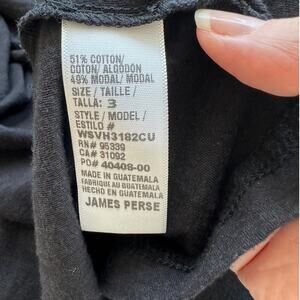 51% COTTON/
COTON/ ALGODÓN
49% MODAL/ MODAL
SIZE / TAILLE /
TALLA: 3
STYLE / MODEL /
ESTILO #
WSVH3182CU
RN# 95339
CA# 31092
PO# 40408-00
MADE IN GUATEMALA
FABRIQUÉ AU GUATEMALA
HECHO EN GUATEMALA
JAMES PERSE